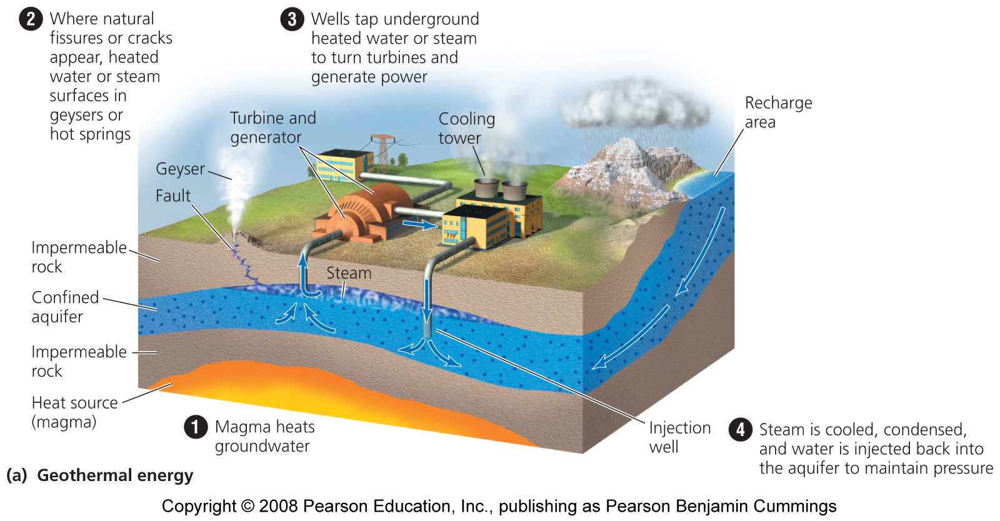 2 Where natural
fissures or cracks
appear, heated
water or steam
surfaces in
geysers or
hot springs
3 Wells tap underground
heated water or steam
to turn turbines and
generate power
Recharge
area
Turbine and
generator
Cooling
tower
Geyser
Fault
Impermeable
rock
Steam
Confined
aquifer
Impermeable
rock
Heat source
(magma)
1 Magma heats
groundwater
Injection
well
4 Steam is cooled, condensed,
and water is injected back into
the aquifer to maintain pressure
(a) Geothermal energy
Copyright © 2008 Pearson Education, Inc., publishing as Pearson Benjamin Cummings